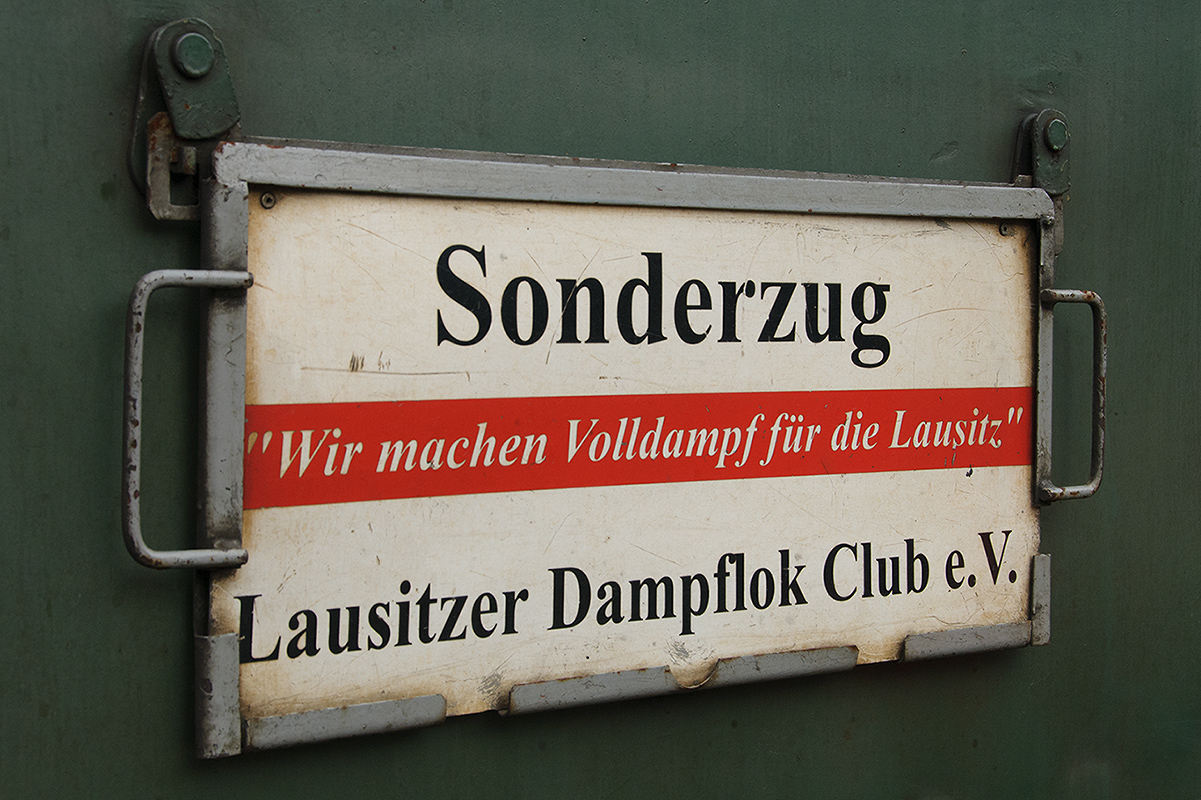 Sonderzug
"Wir machen Volldampf für die Lausitz"
Lausitzer Dampflok Club e.V.